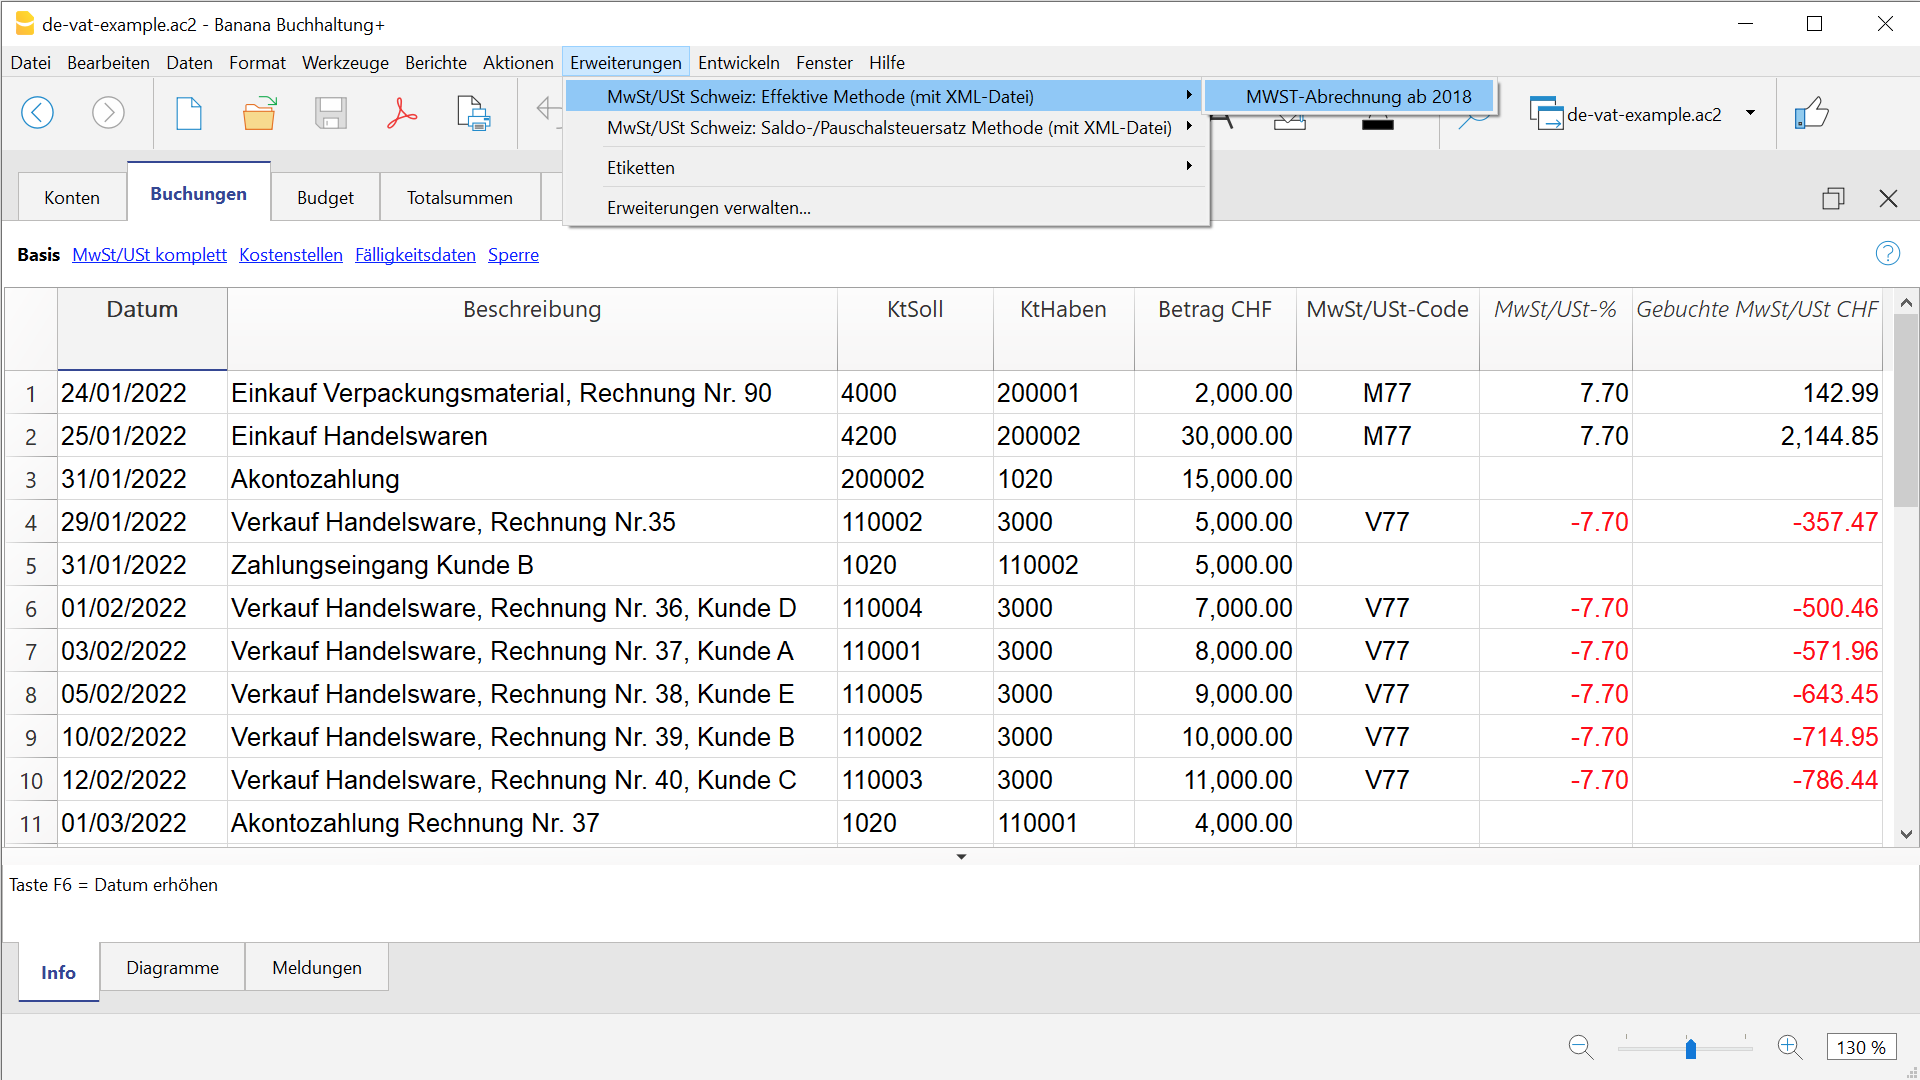 de-vat-example.ac2 - Banana Buchhaltung+
Datei Bearbeiten Daten Format Werkzeuge Berichte Aktionen Erweiterungen Entwickeln Fenster Hilfe
MwSt/USt Schweiz: Effektive Methode (mit XML-Datei)
MWST-Abrechnung ab 2018
MwSt/USt Schweiz: Saldo-/Pauschalsteuersatz Methode (mit XML-Datei)
Etiketten
Erweiterungen verwalten...
de-vat-example.ac2
Konten Buchungen Budget Totalsummen
Basis MwSt/USt komplett Kostenstellen Fälligkeitsdaten Sperre
Datum Beschreibung KtSoll KtHaben Betrag CHF MwSt/USt-Code MwSt/USt-% Gebuchte MwSt/USt CHF
1 24/01/2022 Einkauf Verpackungsmaterial, Rechnung Nr. 90 4000 200001 2,000.00 M77 7.70 142.99
2 25/01/2022 Einkauf Handelswaren 4200 200002 30,000.00 M77 7.70 2,144.85
3 31/01/2022 Akontozahlung 200002 1020 15,000.00
4 29/01/2022 Verkauf Handelsware, Rechnung Nr.35 110002 3000 5,000.00 V77 -7.70 -357.47
5 31/01/2022 Zahlungseingang Kunde B 1020 110002 5,000.00
6 01/02/2022 Verkauf Handelsware, Rechnung Nr. 36, Kunde D 110004 3000 7,000.00 V77 -7.70 -500.46
7 03/02/2022 Verkauf Handelsware, Rechnung Nr. 37, Kunde A 110001 3000 8,000.00 V77 -7.70 -571.96
8 05/02/2022 Verkauf Handelsware, Rechnung Nr. 38, Kunde E 110005 3000 9,000.00 V77 -7.70 -643.45
9 10/02/2022 Verkauf Handelsware, Rechnung Nr. 39, Kunde B 110002 3000 10,000.00 V77 -7.70 -714.95
10 12/02/2022 Verkauf Handelsware, Rechnung Nr. 40, Kunde C 110003 3000 11,000.00 V77 -7.70 -786.44
11 01/03/2022 Akontozahlung Rechnung Nr. 37 1020 110001 4,000.00
Taste F6 = Datum erhöhen
Info Diagramme Meldungen
130 %